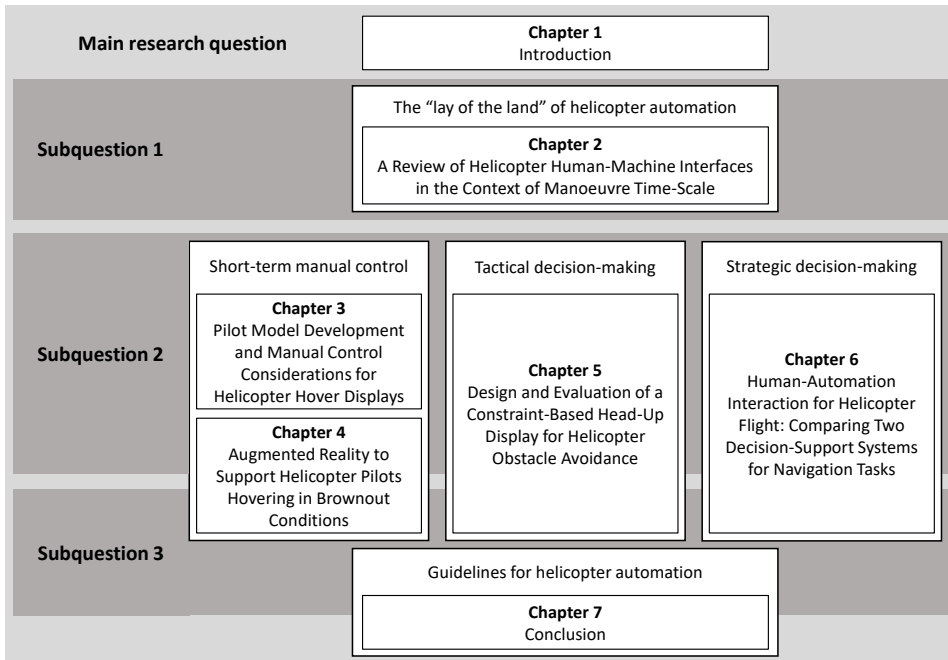 Main research question
Chapter 1
Introduction
Subquestion 1
The “lay of the land” of helicopter automation
Chapter 2
A Review of Helicopter Human-Machine Interfaces
in the Context of Manoeuvre Time-Scale
Subquestion 2
Short-term manual control
Chapter 3
Pilot Model Development
and Manual Control
Considerations for
Helicopter Hover Displays
Chapter 4
Augmented Reality to
Support Helicopter Pilots
Hovering in Brownout
Conditions
Tactical decision-making
Chapter 5
Design and Evaluation of a
Constraint-Based Head-Up
Display for Helicopter
Obstacle Avoidance
Strategic decision-making
Chapter 6
Human-Automation
Interaction for Helicopter
Flight: Comparing Two
Decision-Support Systems
for Navigation Tasks
Subquestion 3
Guidelines for helicopter automation
Chapter 7
Conclusion